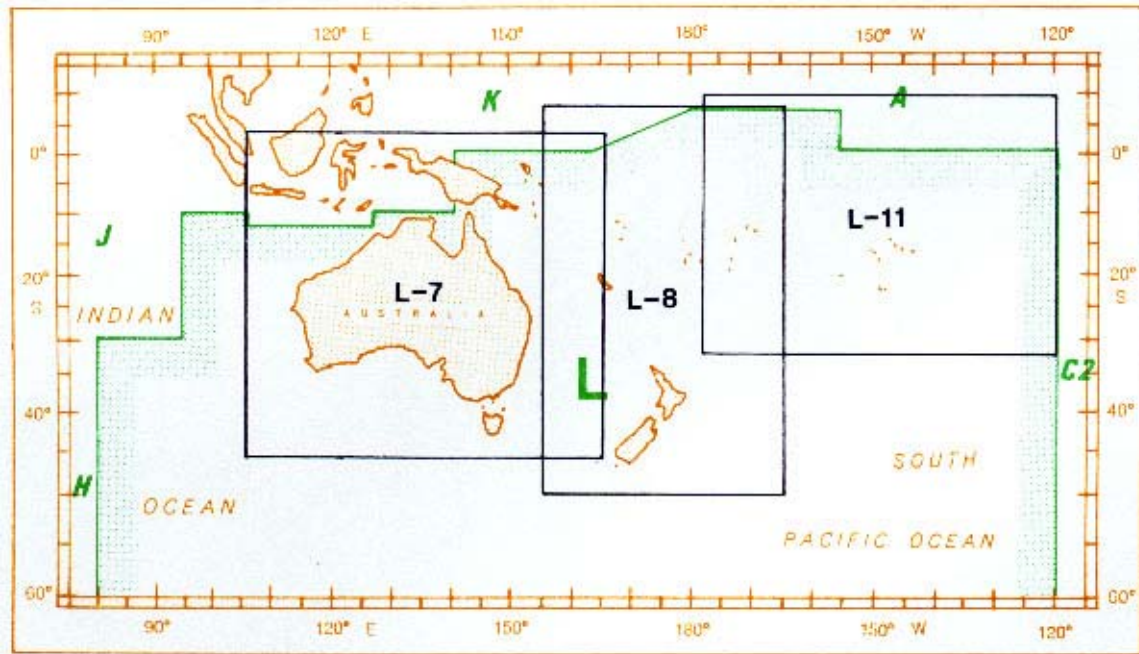 90° 120° E 150° 180° 150° W 120°
K A
0° 0°
J L-11
20° L-7 L-8 20°
S AUSTRALIA S
INDIAN
L C2
40° 40°
H SOUTH
OCEAN
PACIFIC OCEAN
60° 60°
90° 120° E 150° 180° 150° W 120°